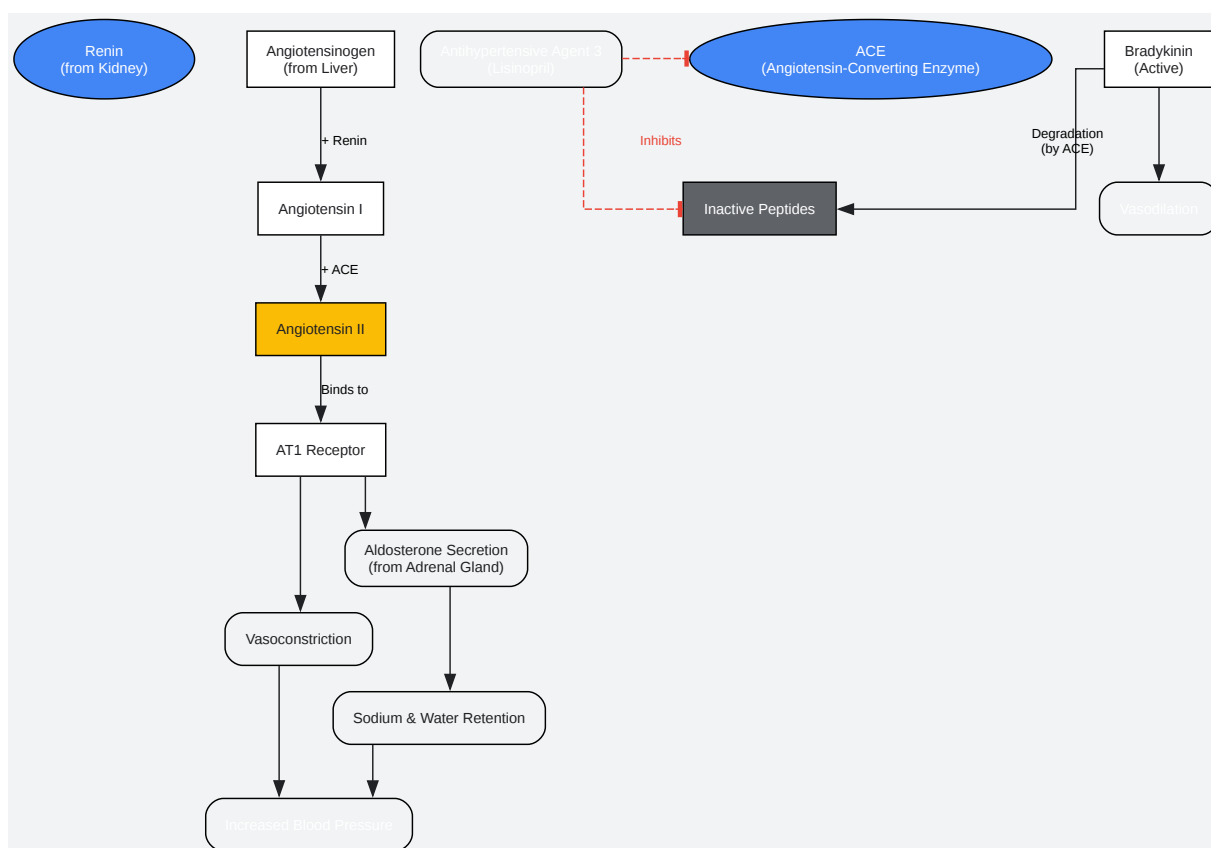 Renin
(from Kidney)
Angiotensinogen
(from Liver)
Antihypertensive Agent 3
(Lisinopril)
ACE
(Angiotensin-Converting Enzyme)
Bradykinin
(Active)
+ Renin
Inhibits
Degradation
(by ACE)
Angiotensin I
Inactive Peptides
Vasodilation
+ ACE
Angiotensin II
Binds to
AT1 Receptor
Aldosterone Secretion
(from Adrenal Gland)
Vasoconstriction
Sodium & Water Retention
Increased Blood Pressure